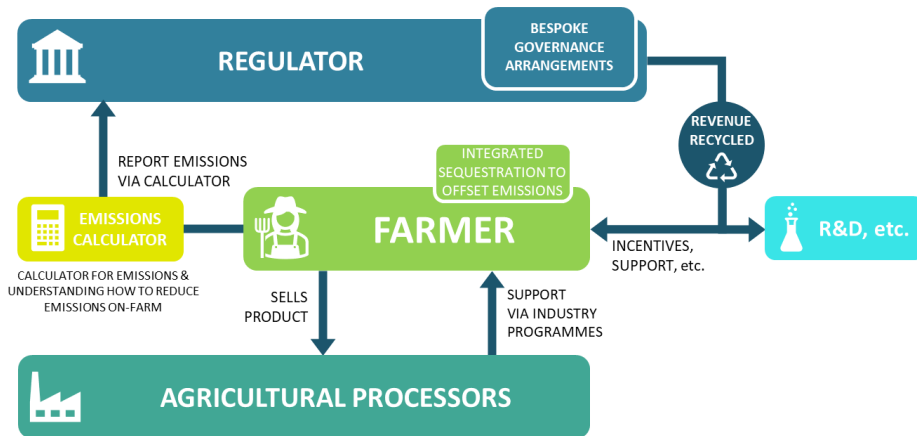 BESPOKE
GOVERNANCE
ARRANGEMENTS
REGULATOR
REVENUE
RECYCLED
REPORT EMISSIONS
VIA CALCULATOR
INTEGRATED
SEQUESTRATION TO
OFFSET EMISSIONS
EMISSIONS
CALCULATOR
FARMER
R&D, etc.
INCENTIVES,
SUPPORT, etc.
CALCULATOR FOR EMISSIONS &
UNDERSTANDING HOW TO REDUCE
EMISSIONS ON-FARM
SELLS
PRODUCT
SUPPORT
VIA INDUSTRY
PROGRAMMES
AGRICULTURAL PROCESSORS